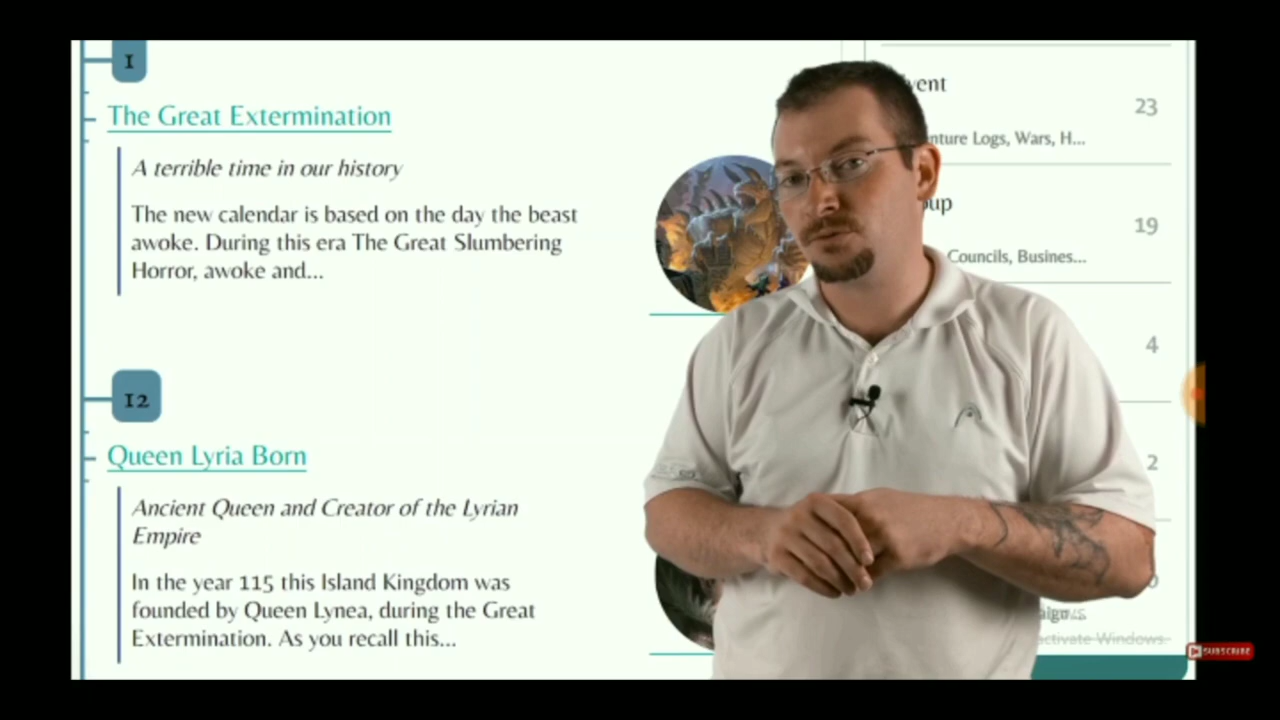 1
The Great Extermination
A terrible time in our history
The new calendar is based on the day the beast
awoke. During this era The Great Slumbering
Horror, awoke and...
12
Queen Lyria Born
Ancient Queen and Creator of the Lyrian
Empire
In the year 115 this Island Kingdom was
founded by Queen Lynea, during the Great
Extermination. As you recall this...
23
Logs, Wars, H...
19
Councils, Busines...
4
2
Windows.
SUBSCRIBE